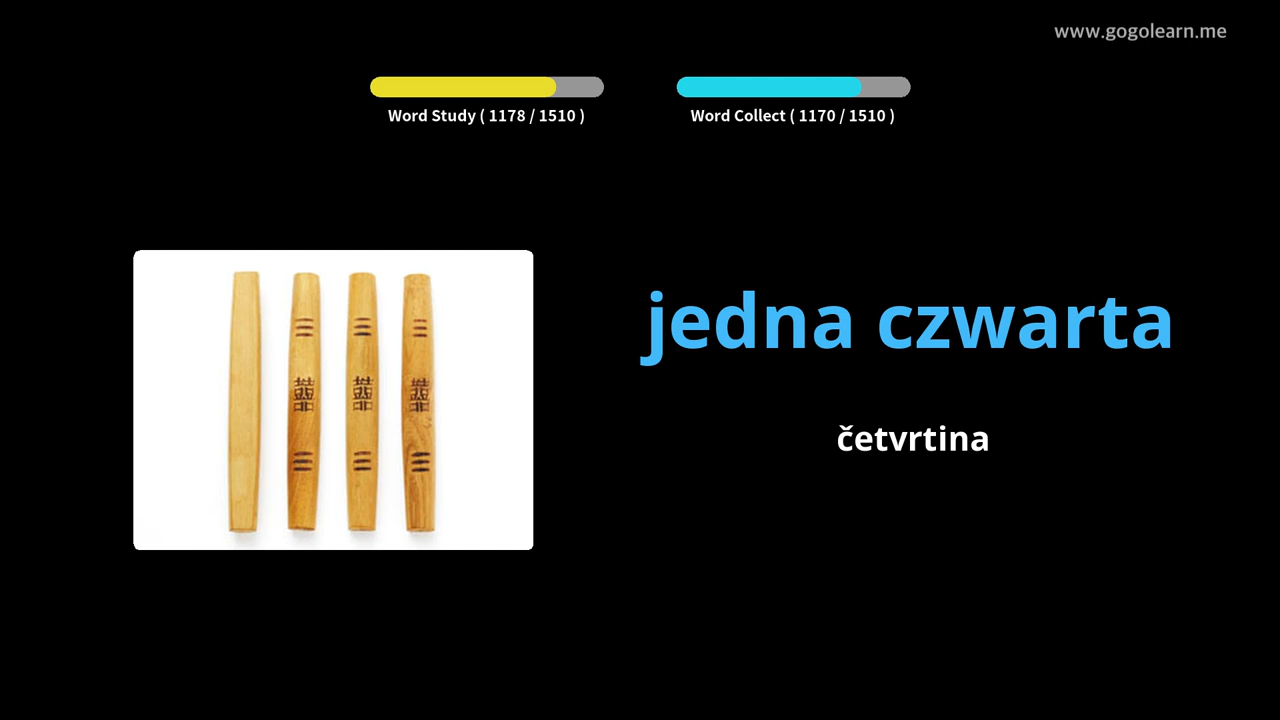 www.gogolearn.me
Word Study ( 1178 / 1510 )
Word Collect ( 1170 / 1510 )
jedna czwarta
četvrtina